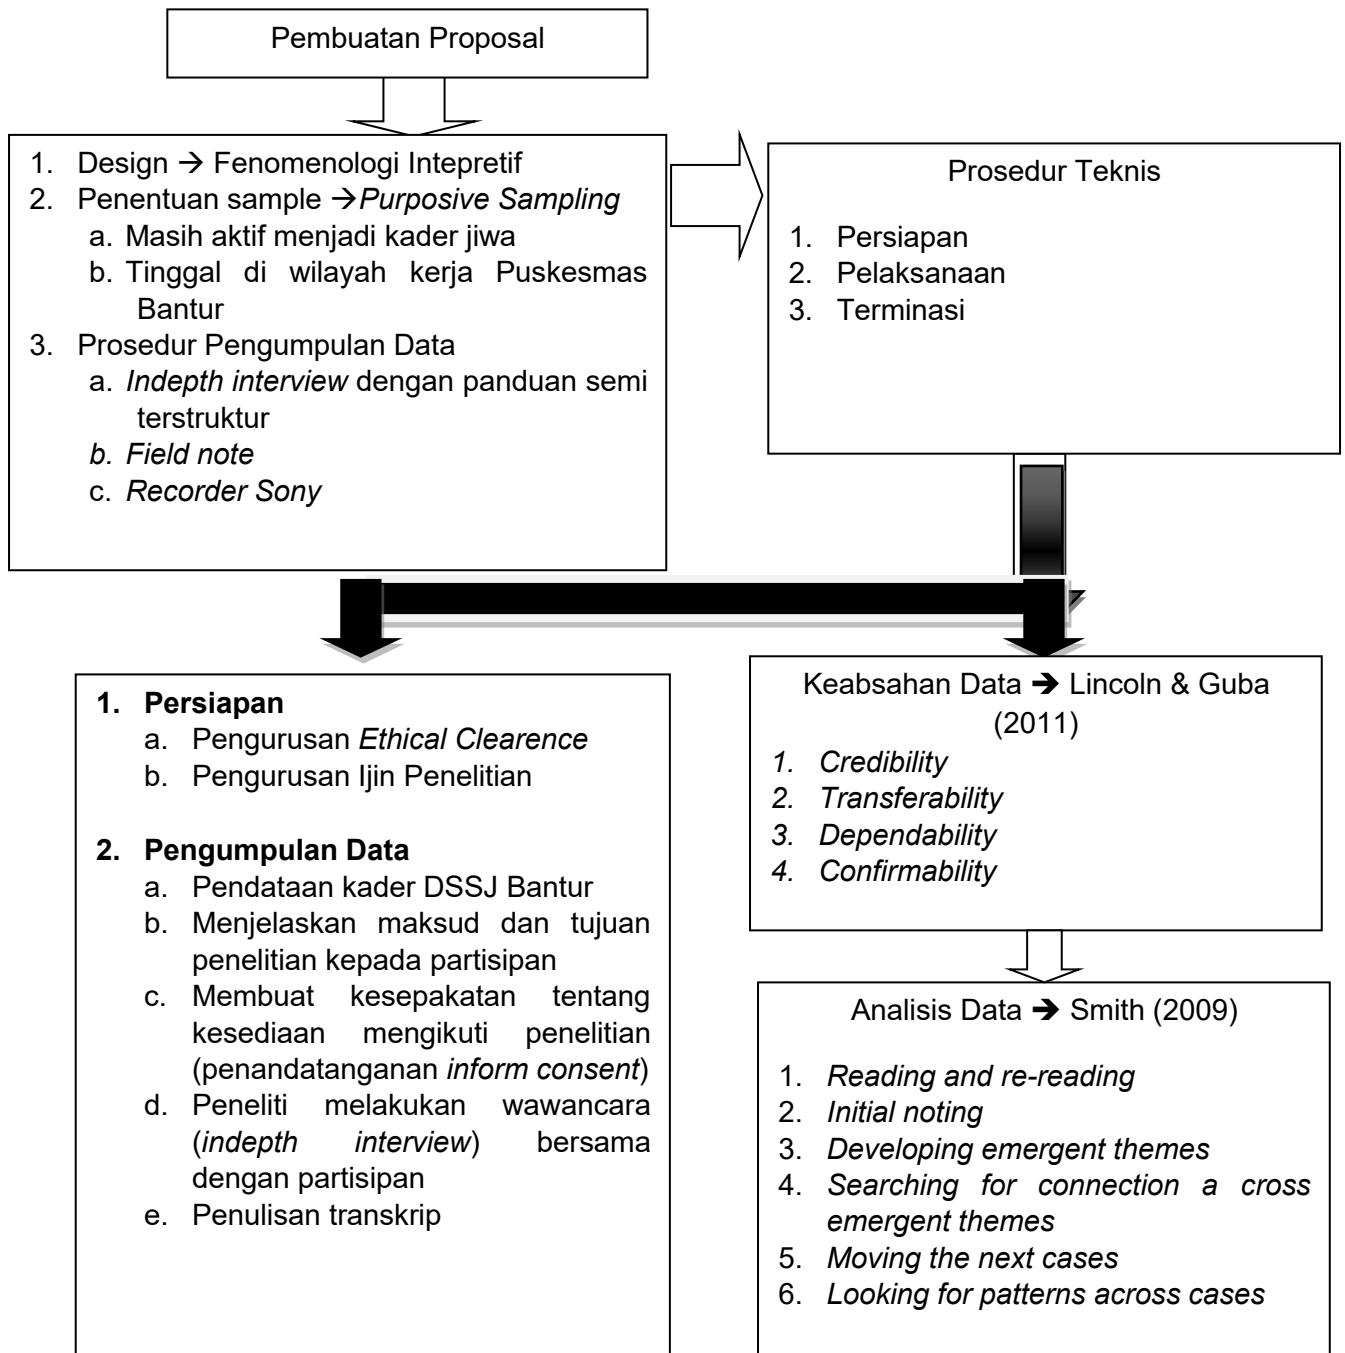 Pembuatan Proposal
1. Design → Fenomenologi Intepretif
2. Penentuan sample → Purposive Sampling
a. Masih aktif menjadi kader jiwa
b. Tinggal di wilayah kerja Puskesmas
Bantur
3. Prosedur Pengumpulan Data
a. Indepth interview dengan panduan semi
terstruktur
b. Field note
c. Recorder Sony
Prosedur Teknis
1. Persiapan
2. Pelaksanaan
3. Terminasi
1. Persiapan
a. Pengurusan Ethical Clearence
b. Pengurusan Ijin Penelitian
2. Pengumpulan Data
a. Pendataan kader DSSJ Bantur
b. Menjelaskan maksud dan tujuan
penelitian kepada partisipan
c. Membuat kesepakatan tentang
kesediaan mengikuti penelitian
(penandatanganan inform consent)
d. Peneliti melakukan wawancara
(indepth interview) bersama
dengan partisipan
e. Penulisan transkrip
Keabsahan Data ➔ Lincoln & Guba
(2011)
1. Credibility
2. Transferability
3. Dependability
4. Confirmability
Analisis Data ➔ Smith (2009)
1. Reading and re-reading
2. Initial noting
3. Developing emergent themes
4. Searching for connection a cross
emergent themes
5. Moving the next cases
6. Looking for patterns across cases